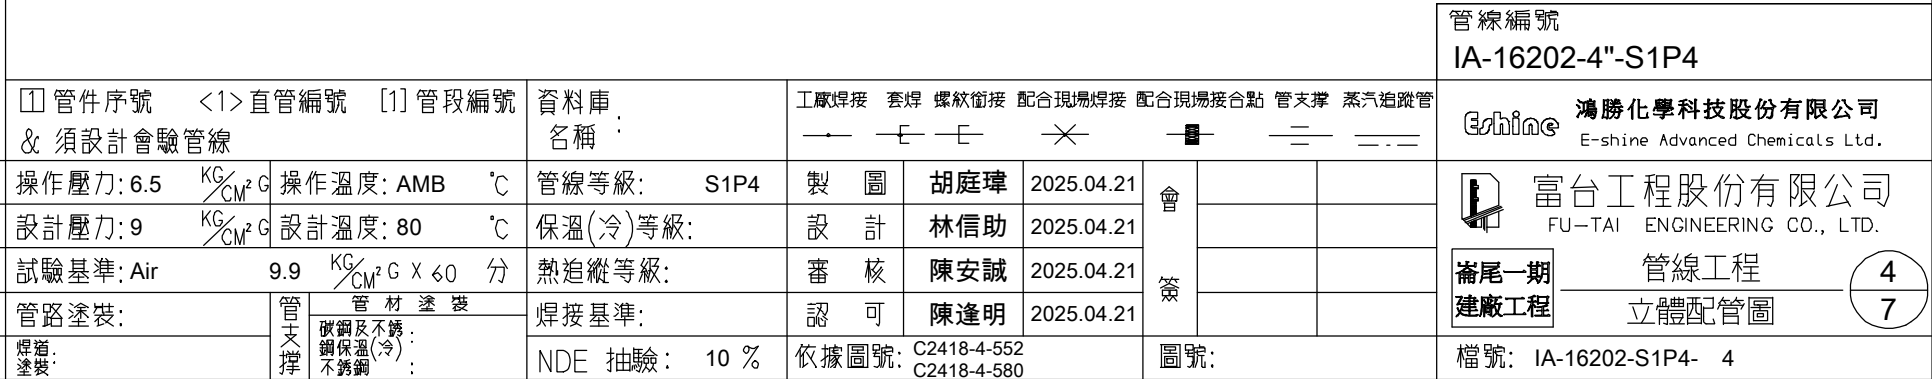 管線編號
IA-16202-4"-S1P4
1 管件序號 <1>直管編號 [1]管段編號
& 須設計會驗管線
資料庫名稱:
工廠焊接 套焊 螺紋銜接 配合現場焊接 配合現場接合點 管支撐 蒸汽追蹤管
Eshine 鴻勝化學科技股份有限公司
E-shine Advanced Chemicals Ltd.
操作壓力: 6.5 KG/CM² G 操作溫度: AMB °C 管線等級: S1P4 製圖 胡庭瑋 2025.04.21 會簽
設計壓力: 9 KG/CM² G 設計溫度: 80 °C 保溫(冷)等級: 設計 林信助 2025.04.21
富台工程股份有限公司
FU-TAI ENGINEERING CO., LTD.
試驗基準: Air 9.9 KG/CM² G X 60 分 熱追縱等級: 審核 陳安誠 2025.04.21
管路塗裝: 管支撐 管材塗裝 焊接基準: 認可 陳逢明 2025.04.21
碳鋼及不銹鋼保溫(冷):
不銹鋼:
崙尾一期
建廠工程
管線工程
立體配管圖
4
7
焊道塗裝:
NDE 抽驗: 10 %
依據圖號: C2418-4-552
C2418-4-580
圖號:
檔號: IA-16202-S1P4- 4